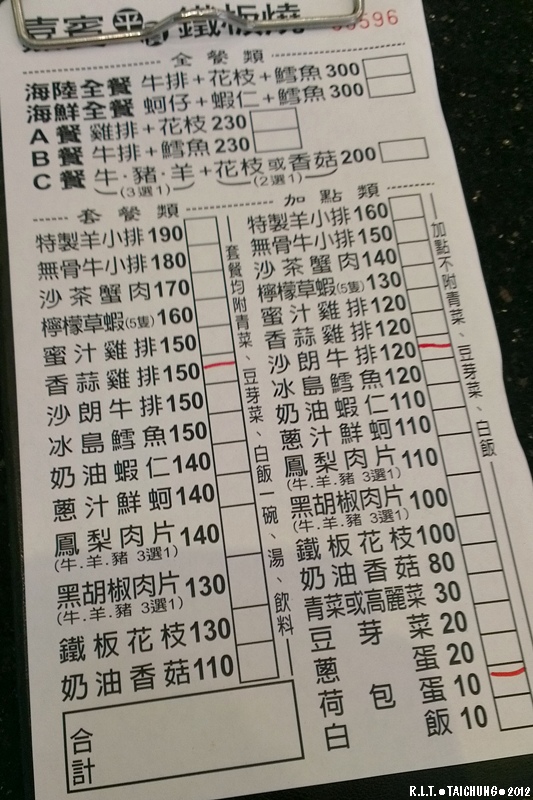 嘉賓平 鐵板燒 596
全餐類
海陸全餐 牛排+花枝+鱈魚 300
海鮮全餐 蚵仔+蝦仁+鱈魚 300
A餐 雞排+花枝 230
B餐 牛排+鱈魚 230
C餐 牛.豬.羊+花枝或香菇 200
(3選1) (2選1)
套餐類
特製羊小排 190
無骨牛小排 180
沙茶蟹肉 170
檸檬草蝦(5隻) 160
蜜汁雞排 150
香蒜雞排 150
沙朗牛排 150
冰島鱈魚 150
奶油蝦仁 140
蔥汁鮮蚵 140
鳳梨肉片 140
(牛.羊.豬 3選1)
黑胡椒肉片 130
(牛.羊.豬 3選1)
鐵板花枝 130
奶油香菇 110
套餐均附青菜、豆芽菜、白飯一碗、湯、飲料
合計
加點類
特製羊小排 160
無骨牛小排 150
沙茶蟹肉 140
檸檬草蝦(5隻) 130
蜜汁雞排 120
香蒜雞排 120
沙朗牛排 120
冰島鱈魚 120
奶油蝦仁 110
蔥汁鮮蚵 110
鳳梨肉片 110
(牛.羊.豬 3選1)
黑胡椒肉片 100
(牛.羊.豬 3選1)
鐵板花枝 100
奶油香菇 80
青菜或高麗菜 30
豆芽菜 20
蔥蛋 20
荷包蛋 10
白飯 10
加點不附青菜、豆芽菜、白飯
R.I.T.●TAICHUNG●2012